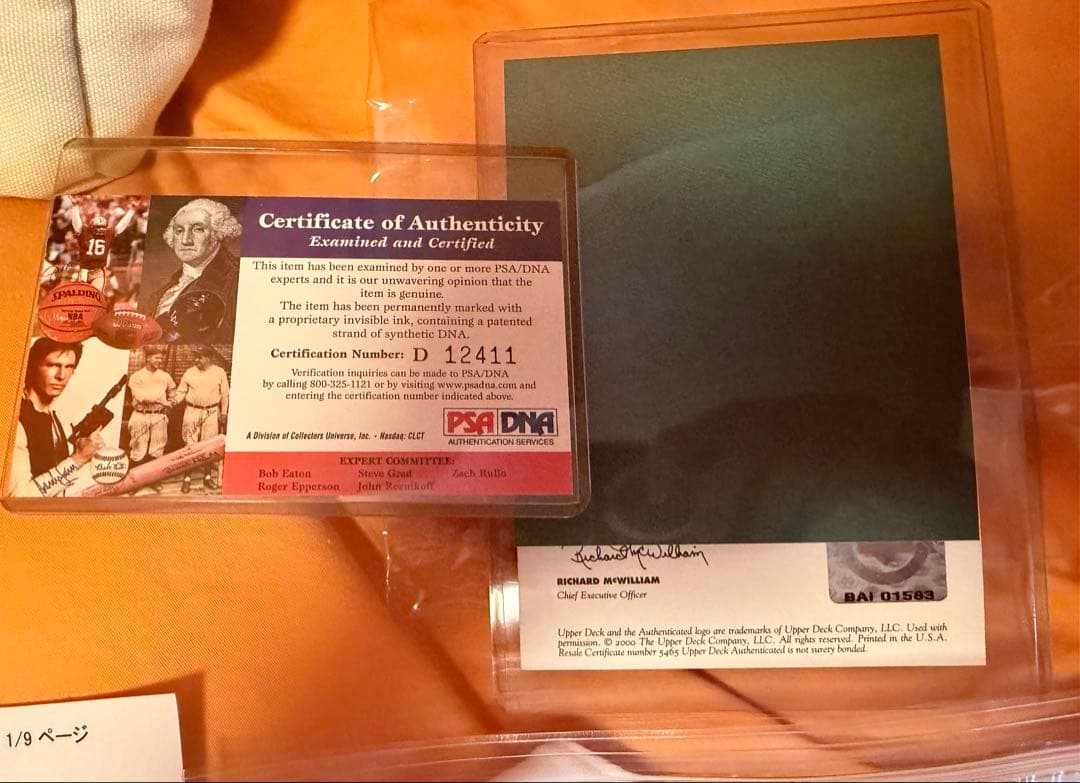 16
SPALDING
NBA
Wilson
Certificate of Authenticity
Examined and Certified
This item has been examined by one or more PSA/DNA
experts and it is our unwavering opinion that the
item is genuine.
The item has been permanently marked with
a proprietary invisible ink, containing a patented
strand of synthetic DNA.
Certification Number: D 12411
Verification inquiries can be made to PSA/DNA
by calling 800-325-1121 or by visiting www.psadna.com and
entering the certification number indicated above.
PSA DNA
AUTHENTICATION SERVICES
A Division of Collectors Universe, Inc. • Nasdaq: CLCT
EXPERT COMMITTEE:
Bob Eaton Steve Grad Zach Rullo
Roger Epperson John Reznikoff
Richard McWilliam
RICHARD McWILLIAM
Chief Executive Officer
BAI 01583
Upper Deck and the Authenticated logo are trademarks of Upper Deck Company, LLC. Used with
permission. © 2000 The Upper Deck Company, LLC. All rights reserved. Printed in the U.S.A.
Resale Certificate number 5465 Upper Deck Authenticated is not surety bonded.
1/9 ページ